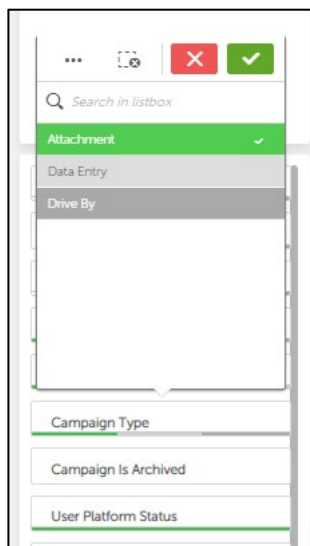 Search in listbox
Attachment
Data Entry
Drive By
Campaign Type
Campaign Is Archived
User Platform Status